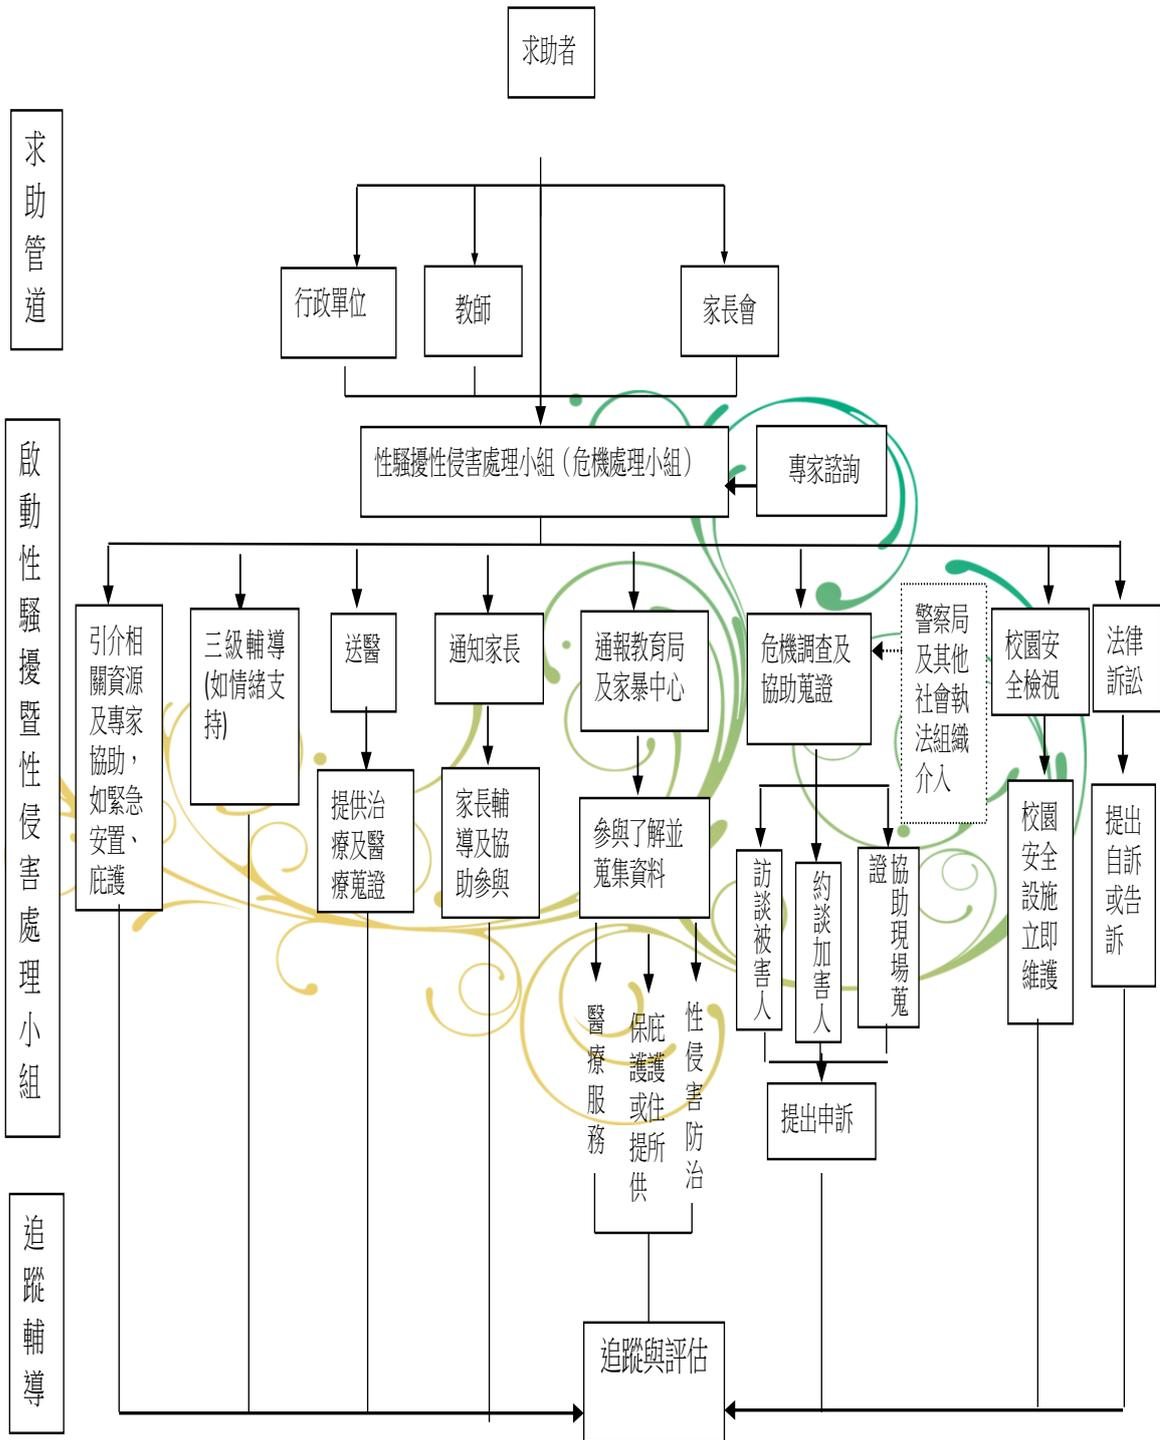 求助者
求助管道
行政單位
教師
家長會
啟動性騷擾暨性侵害處理小組
性騷擾性侵害處理小組（危機處理小組）
專家諮詢
引介相
關資源
及專家
協助，
如緊急
安置、
庇護
三級輔導
(如情緒支
持)
送醫
通知家長
通報教育局
及家暴中心
危機調查及
協助蒐證
警察局
及其他
社會執
法組織
介入
校園安
全檢視
法律
訴訟
提供治
療及醫
療蒐證
家長輔
導及協
助參與
參與了解並
蒐集資料
訪談被害人
約談加害人
協助現場蒐
證
校園
安全
設施
立即
維護
提出
自訴
或告
訴
醫療服務
庇護住所
保護或提供
性侵害防治
提出申訴
追蹤輔導
追蹤與評估